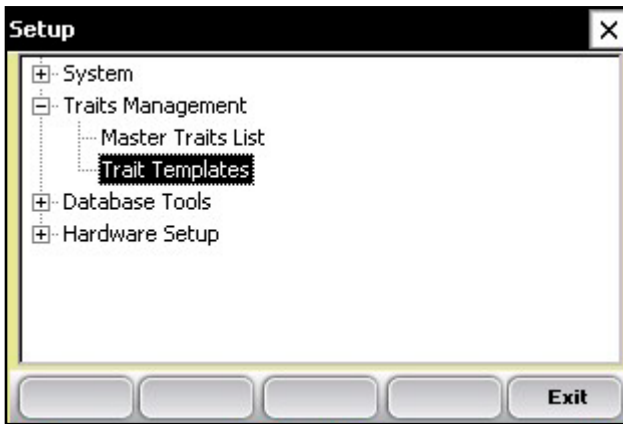 Setup
System
Traits Management
Master Traits List
Trait Templates
Database Tools
Hardware Setup
Exit